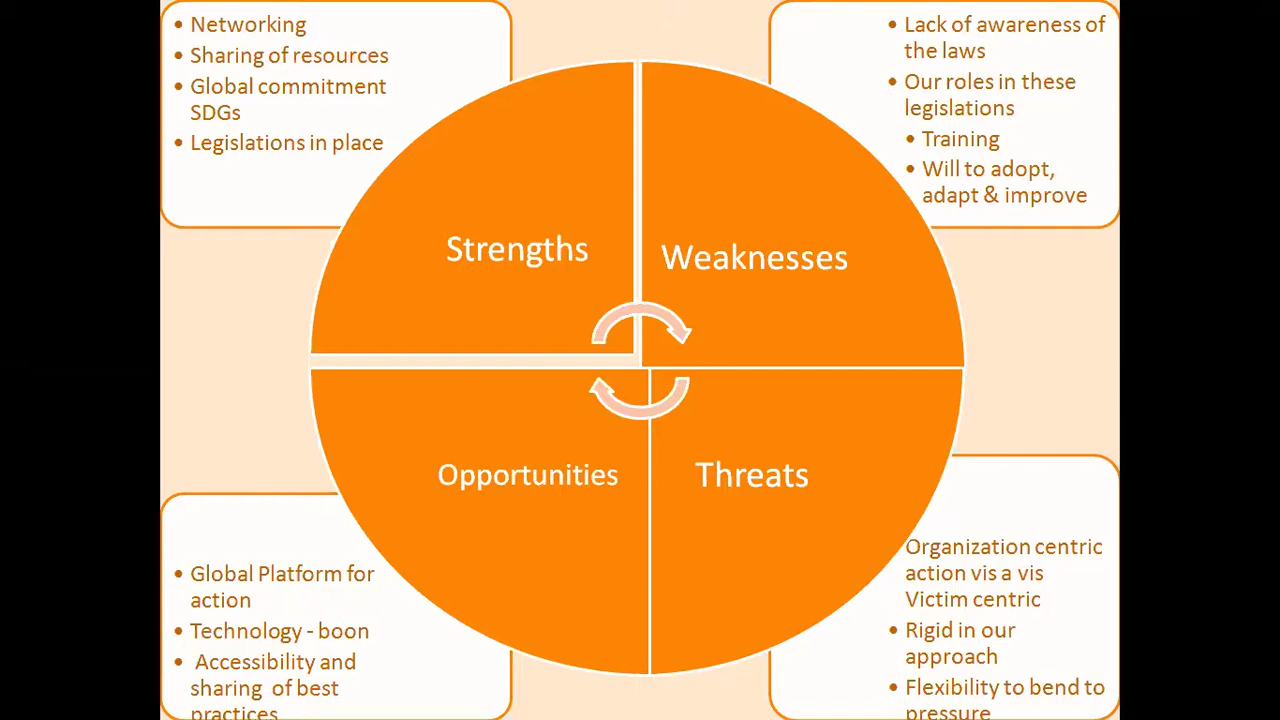 • Networking
• Sharing of resources
• Global commitment
SDGs
• Legislations in place
• Lack of awareness of
the laws
• Our roles in these
legislations
• Training
• Will to adopt,
adapt & improve
Strengths
Weaknesses
Opportunities
Threats
• Global Platform for
action
• Technology - boon
• Accessibility and
sharing of best
practices
Organization centric
action vis a vis
Victim centric
• Rigid in our
approach
• Flexibility to bend to
pressure